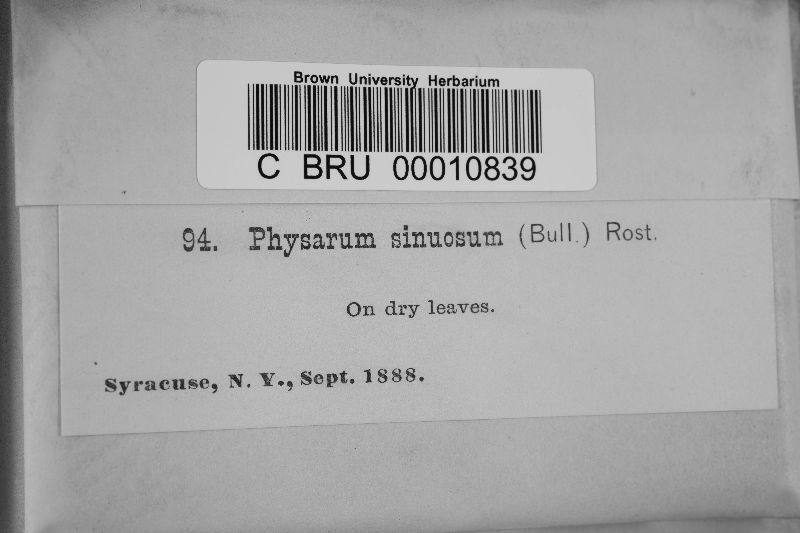 Brown University Herbarium
C BRU 00010839
94. Physarum sinuosum (Bull.) Rost.
On dry leaves.
Syracuse, N. Y., Sept. 1888.